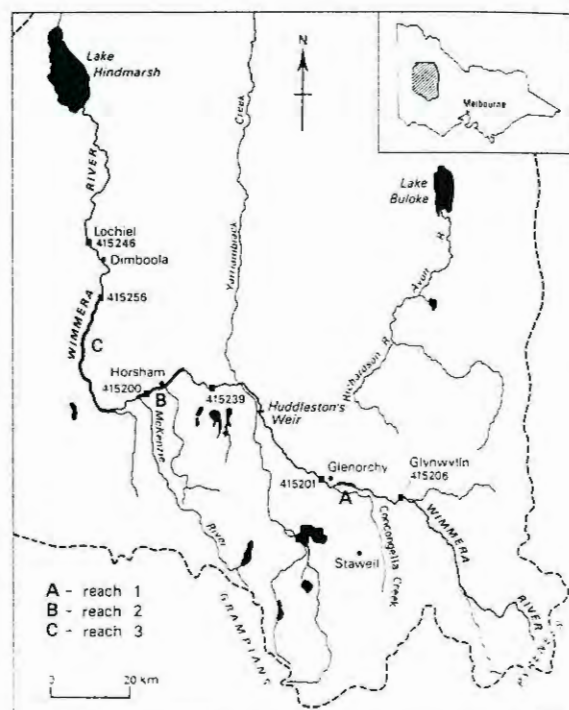 Lake
Hindmarsh
RIVER
Lochiel
415246
Dimboola
415256
WIMMERA
C
Horsham
415200
B
McKenzie
River
415239
Yarriambiack
Creek
N
Melbourne
Lake
Buloke
Avon
R
Richardson R
Huddleston's
Weir
Glenorchy
415201
A
Glynwylln
415206
WIMMERA
RIVER
Concongella
Creek
Stawell
GRAMPIANS
A - reach 1
B - reach 2
C - reach 3
0 20 km